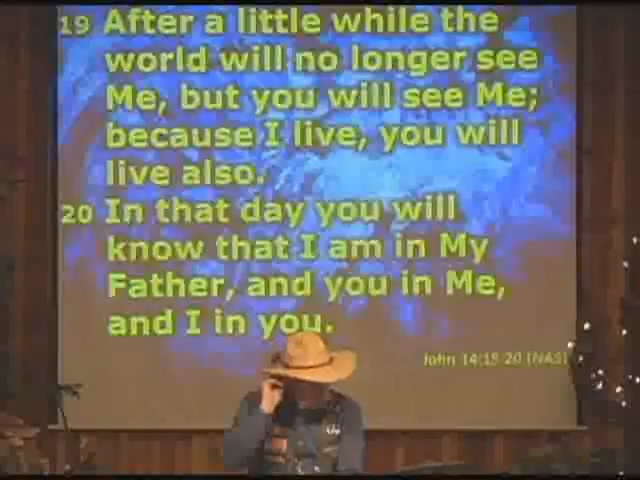 19 After a little while the
world will no longer see
Me, but you will see Me;
because I live, you will
live also.
20 In that day you will
know that I am in My
Father, and you in Me,
and I in you.
John 14:15-20 (NAS)